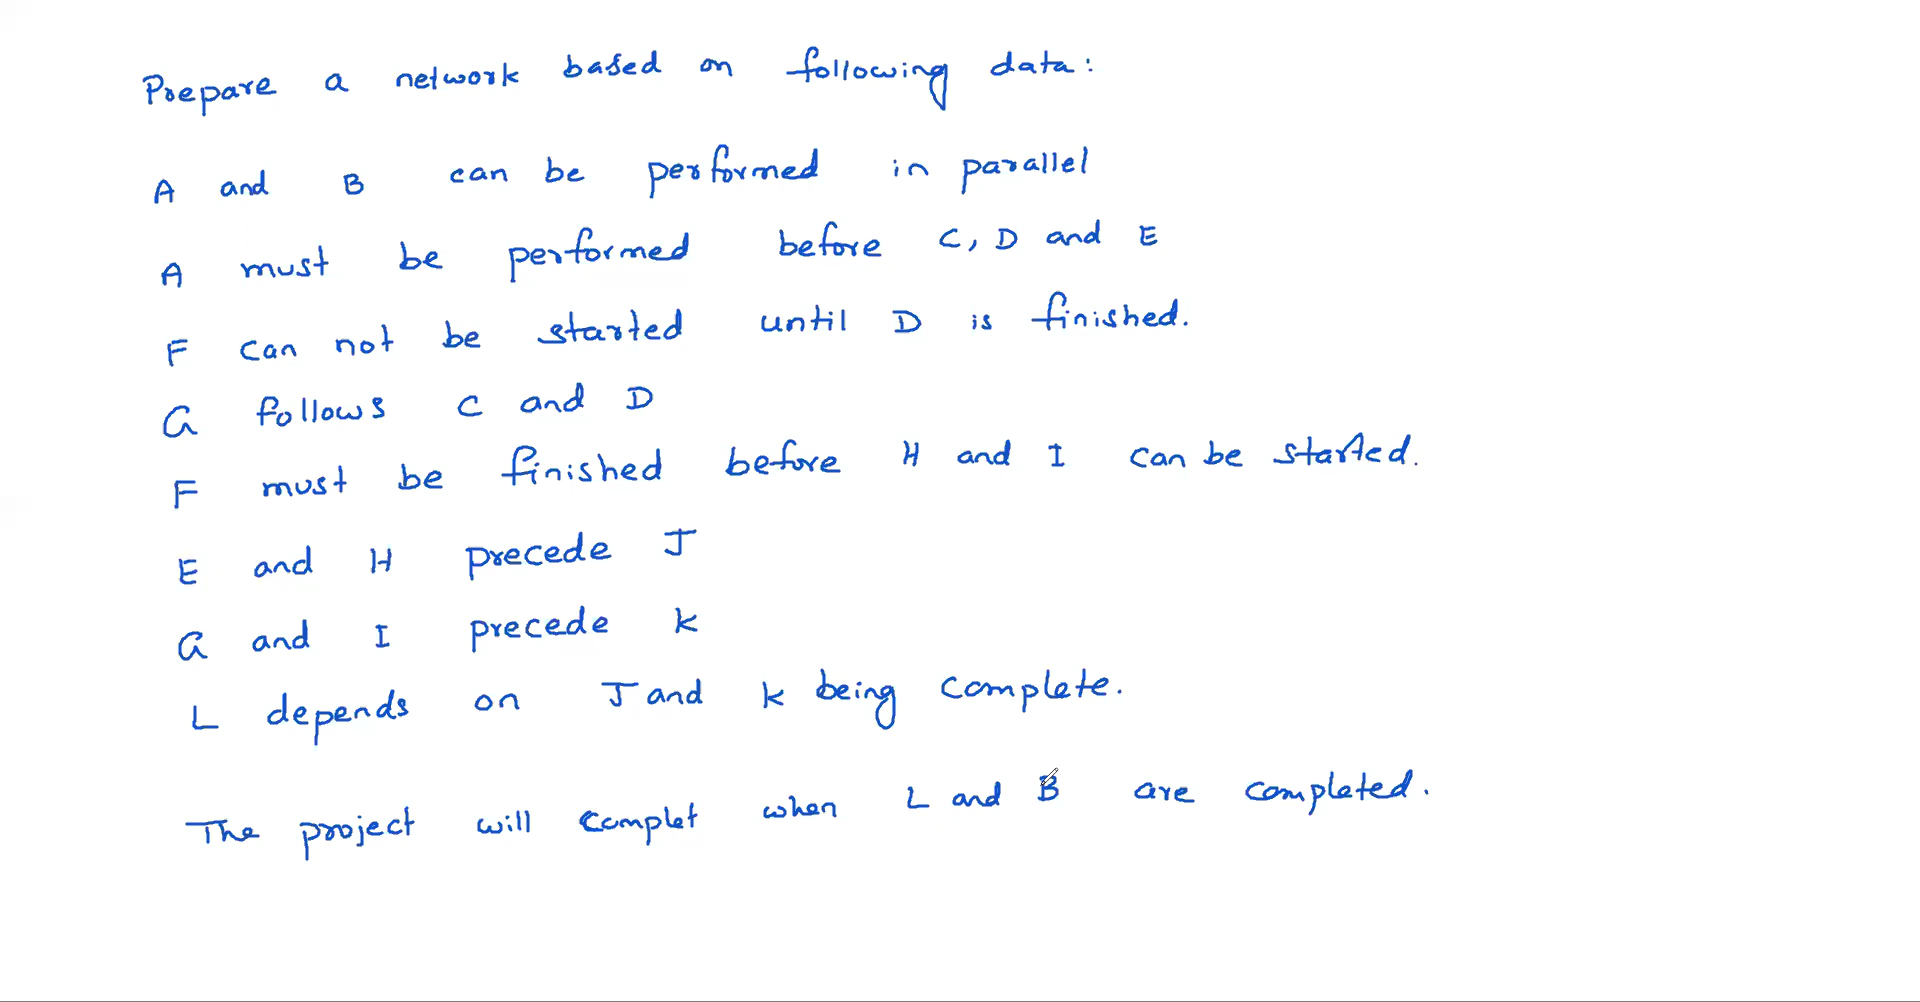 Prepare a network based on following data:
A and B can be performed in parallel
A must be performed before C, D and E
F can not be started until D is finished.
G follows C and D
F must be finished before H and I can be started.
E and H precede J
G and I precede K
L depends on J and K being complete.
The project will complet when L and B are completed.